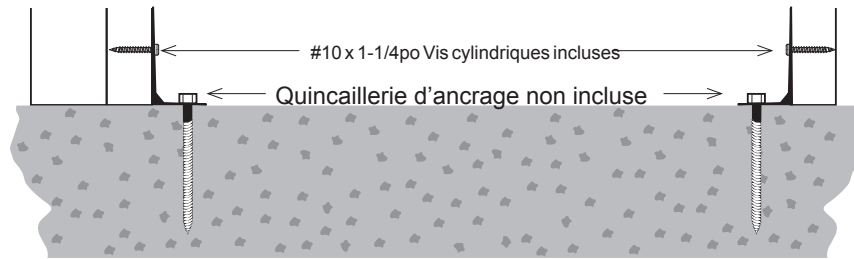 #10 x 1-1/4po Vis cylindriques incluses
Quincaillerie d’ancrage non incluse